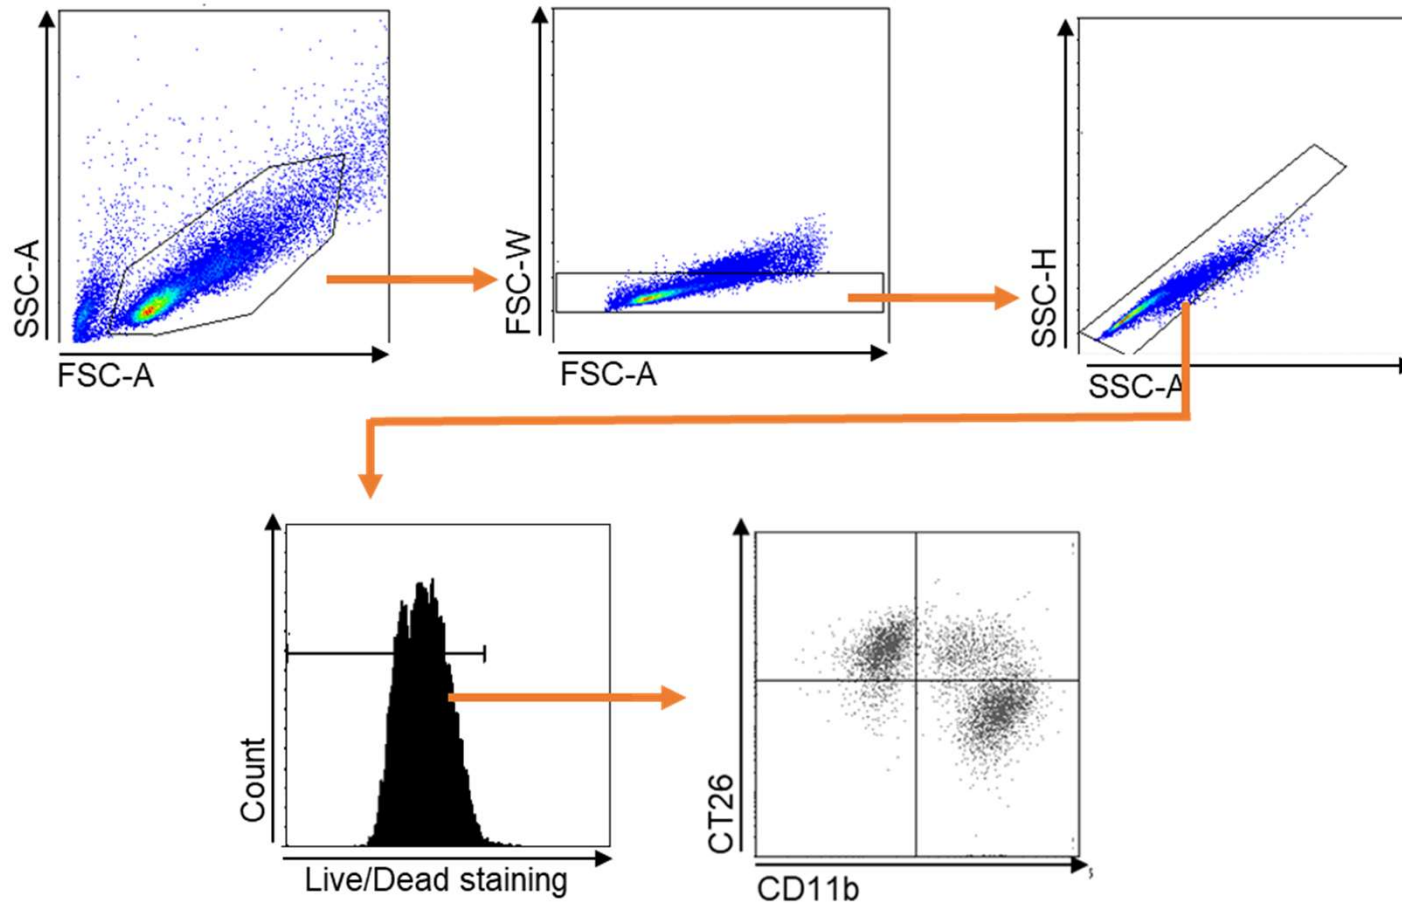 SSC-A
FSC-A
FSC-W
FSC-A
SSC-H
SSC-A
Count
Live/Dead staining
CT26
CD11b